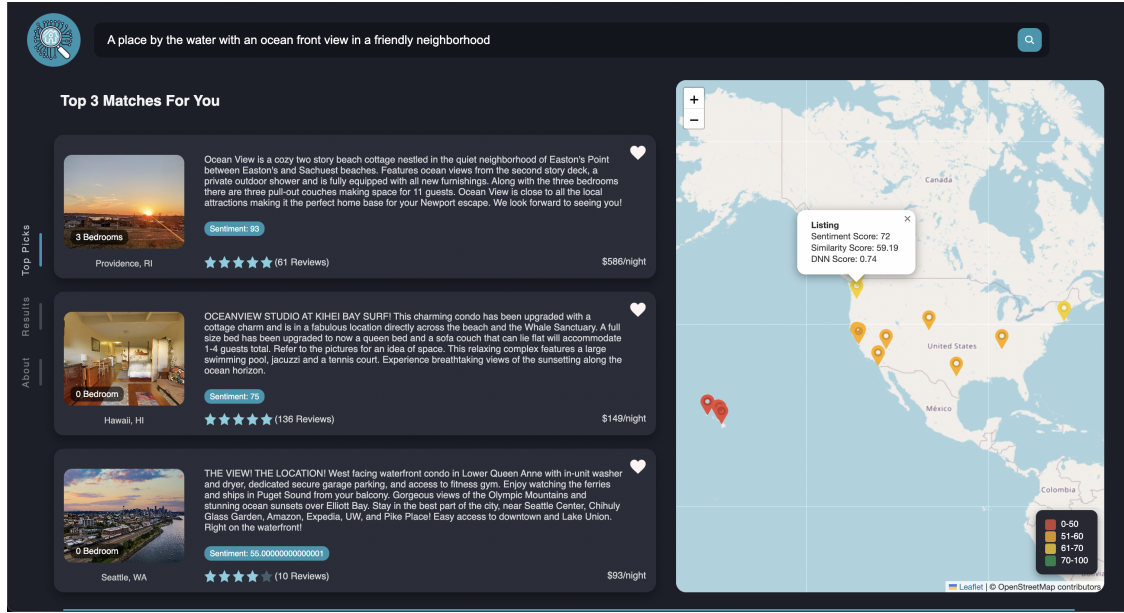 A place by the water with an ocean front view in a friendly neighborhood
Top 3 Matches For You
Top Picks
Results
About
3 Bedrooms
Providence, RI
Ocean View is a cozy two story beach cottage nestled in the quiet neighborhood of Easton's Point
between Easton's and Sachuest beaches. Features ocean views from the second story deck, a
private outdoor shower and is fully equipped with all new furnishings. Along with the three bedrooms
there are three pull-out couches making space for 11 guests. Ocean View is close to all the local
attractions making it the perfect home base for your Newport escape. We look forward to seeing you!
Sentiment: 93
(61 Reviews)
$586/night
0 Bedroom
Hawaii, HI
OCEANVIEW STUDIO AT KIHEI BAY SURF! This charming condo has been upgraded with a
cottage charm and is in a fabulous location directly across the beach and the Whale Sanctuary. A full
size bed has been upgraded to now a queen bed and a sofa couch that can lie flat will accommodate
1-4 guests total. Refer to the pictures for an idea of space. This relaxing complex features a large
swimming pool, jacuzzi and a tennis court. Experience breathtaking views of the sunsetting along the
ocean horizon.
Sentiment: 75
(136 Reviews)
$149/night
0 Bedroom
Seattle, WA
THE VIEW! THE LOCATION! West facing waterfront condo in Lower Queen Anne with in-unit washer
and dryer, dedicated secure garage parking, and access to fitness gym. Enjoy watching the ferries
and ships in Puget Sound from your balcony. Gorgeous views of the Olympic Mountains and
stunning ocean sunsets over Elliott Bay. Stay in the best part of the city, near Seattle Center, Chihuly
Glass Garden, Amazon, Expedia, UW, and Pike Place! Easy access to downtown and Lake Union.
Right on the waterfront!
Sentiment: 55.00000000000001
(10 Reviews)
$93/night
+
−
Canada
×
Listing
Sentiment Score: 72
Similarity Score: 59.19
DNN Score: 0.74
United States
México
Colombia
0-50
51-60
61-70
70-100
Leaflet | © OpenStreetMap contributors